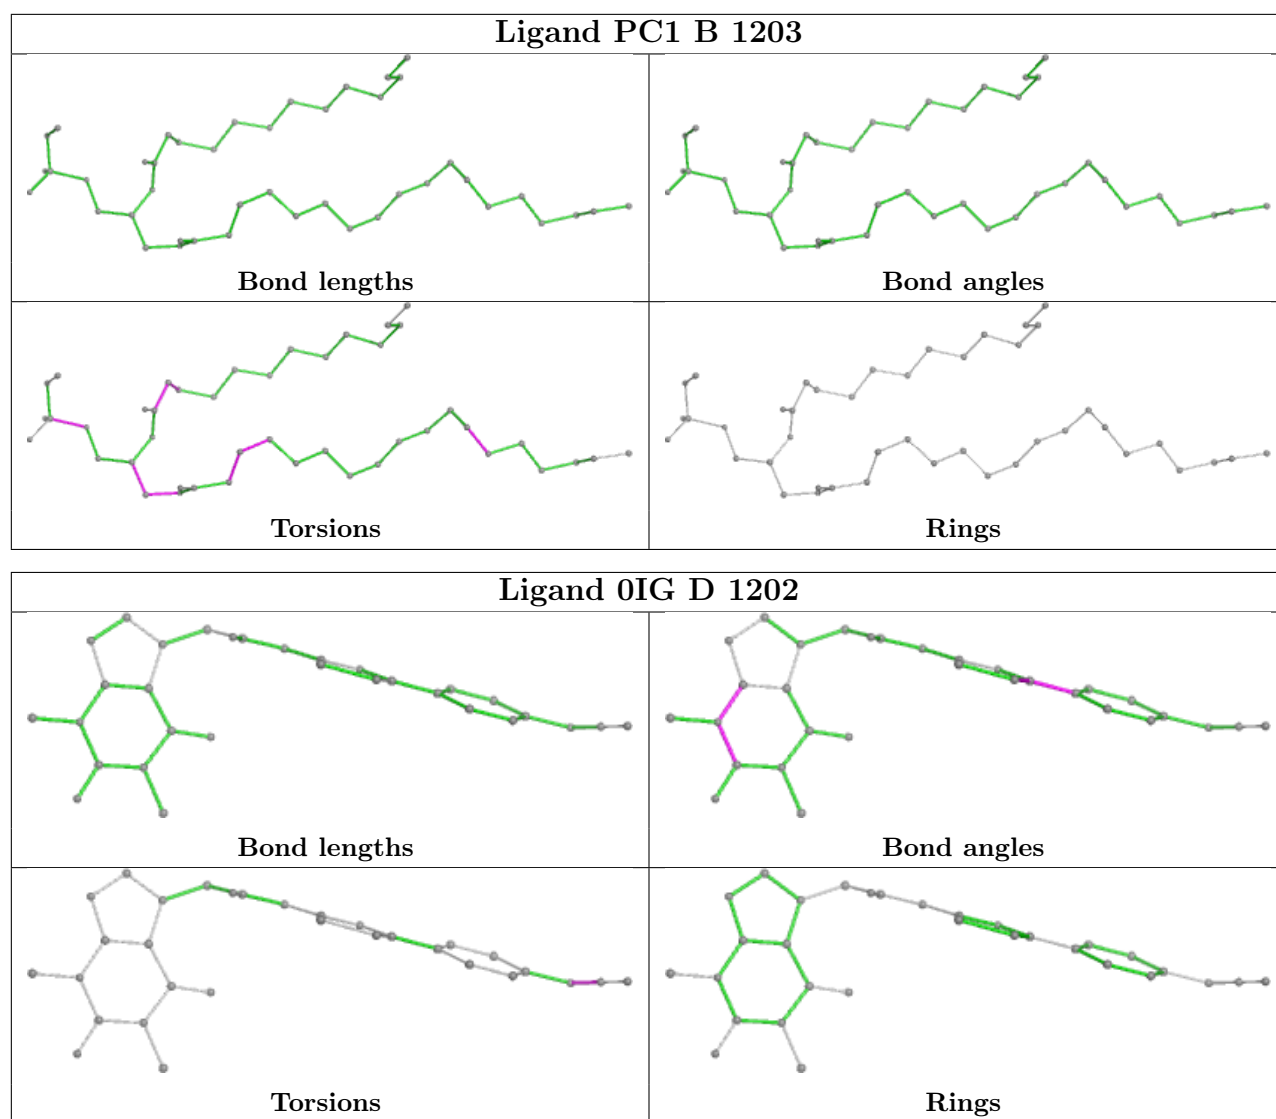 Ligand PC1 B 1203
Bond lengths
Bond angles
Torsions
Rings
Ligand 0IG D 1202
Bond lengths
Bond angles
Torsions
Rings